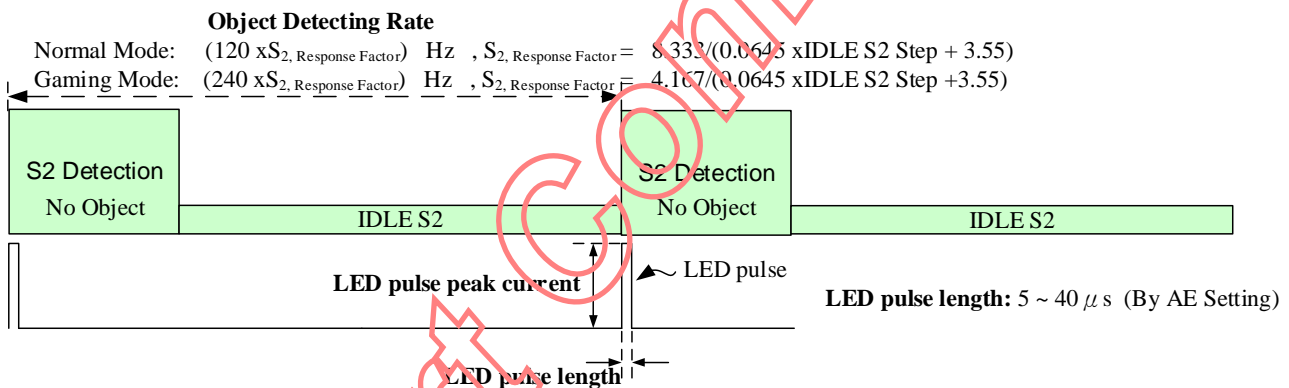 Object Detecting Rate
Normal Mode: (120 xS2, Response Factor) Hz , S2, Response Factor = 8.333/(0.0645 xIDLE S2 Step + 3.55)
Gaming Mode: (240 xS2, Response Factor) Hz , S2, Response Factor = 4.167/(0.0645 xIDLE S2 Step +3.55)
S2 Detection
No Object
IDLE S2
S2 Detection
No Object
IDLE S2
LED pulse peak current
LED pulse
LED pulse length: 5 ~ 40 μ s (By AE Setting)
LED pulse length